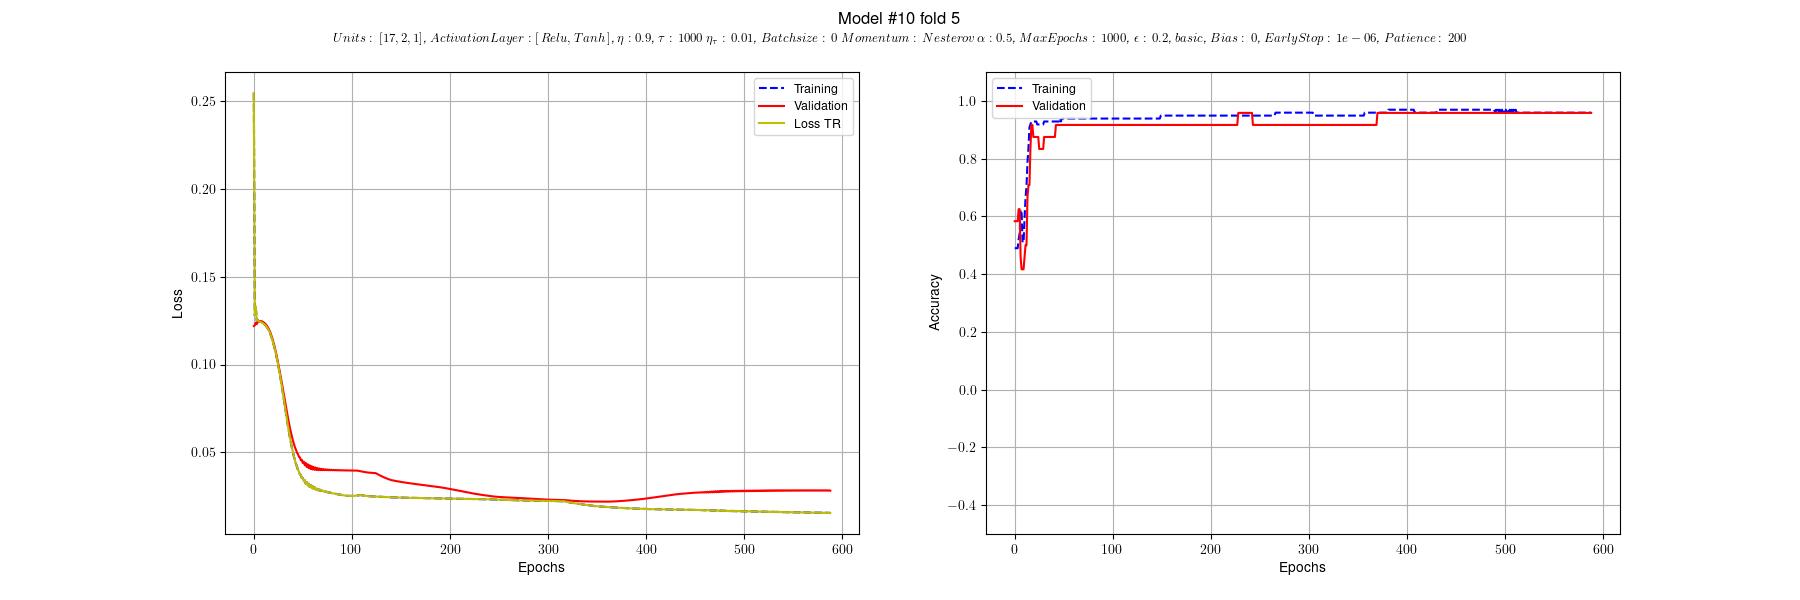 Model #10 fold 5
Units : [17, 2, 1], ActivationLayer : [Relu, Tanh], η : 0.9, τ : 1000 η_τ : 0.01, Batchsize : 0 Momentum : Nesterov α : 0.5, MaxEpochs : 1000, ϵ : 0.2, basic, Bias : 0, EarlyStop : 1e − 06, Patience : 200
Training
Validation
Loss TR
0.25
0.20
0.15
0.10
0.05
Loss
0 100 200 300 400 500 600
Epochs
Training
Validation
1.0
0.8
0.6
0.4
0.2
0.0
−0.2
−0.4
Accuracy
0 100 200 300 400 500 600
Epochs